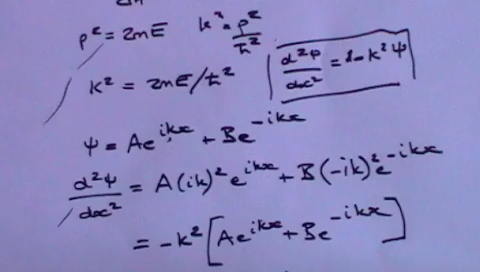 p² = 2mE   k² = p²/ħ²
k² = 2mE/ħ²   d²ψ/dx² = -k²ψ
ψ = Ae^{ikx} + Be^{-ikx}
d²ψ/dx² = A(ik)²e^{ikx} + B(-ik)²e^{-ikx}
= -k²[Ae^{ikx} + Be^{-ikx}]